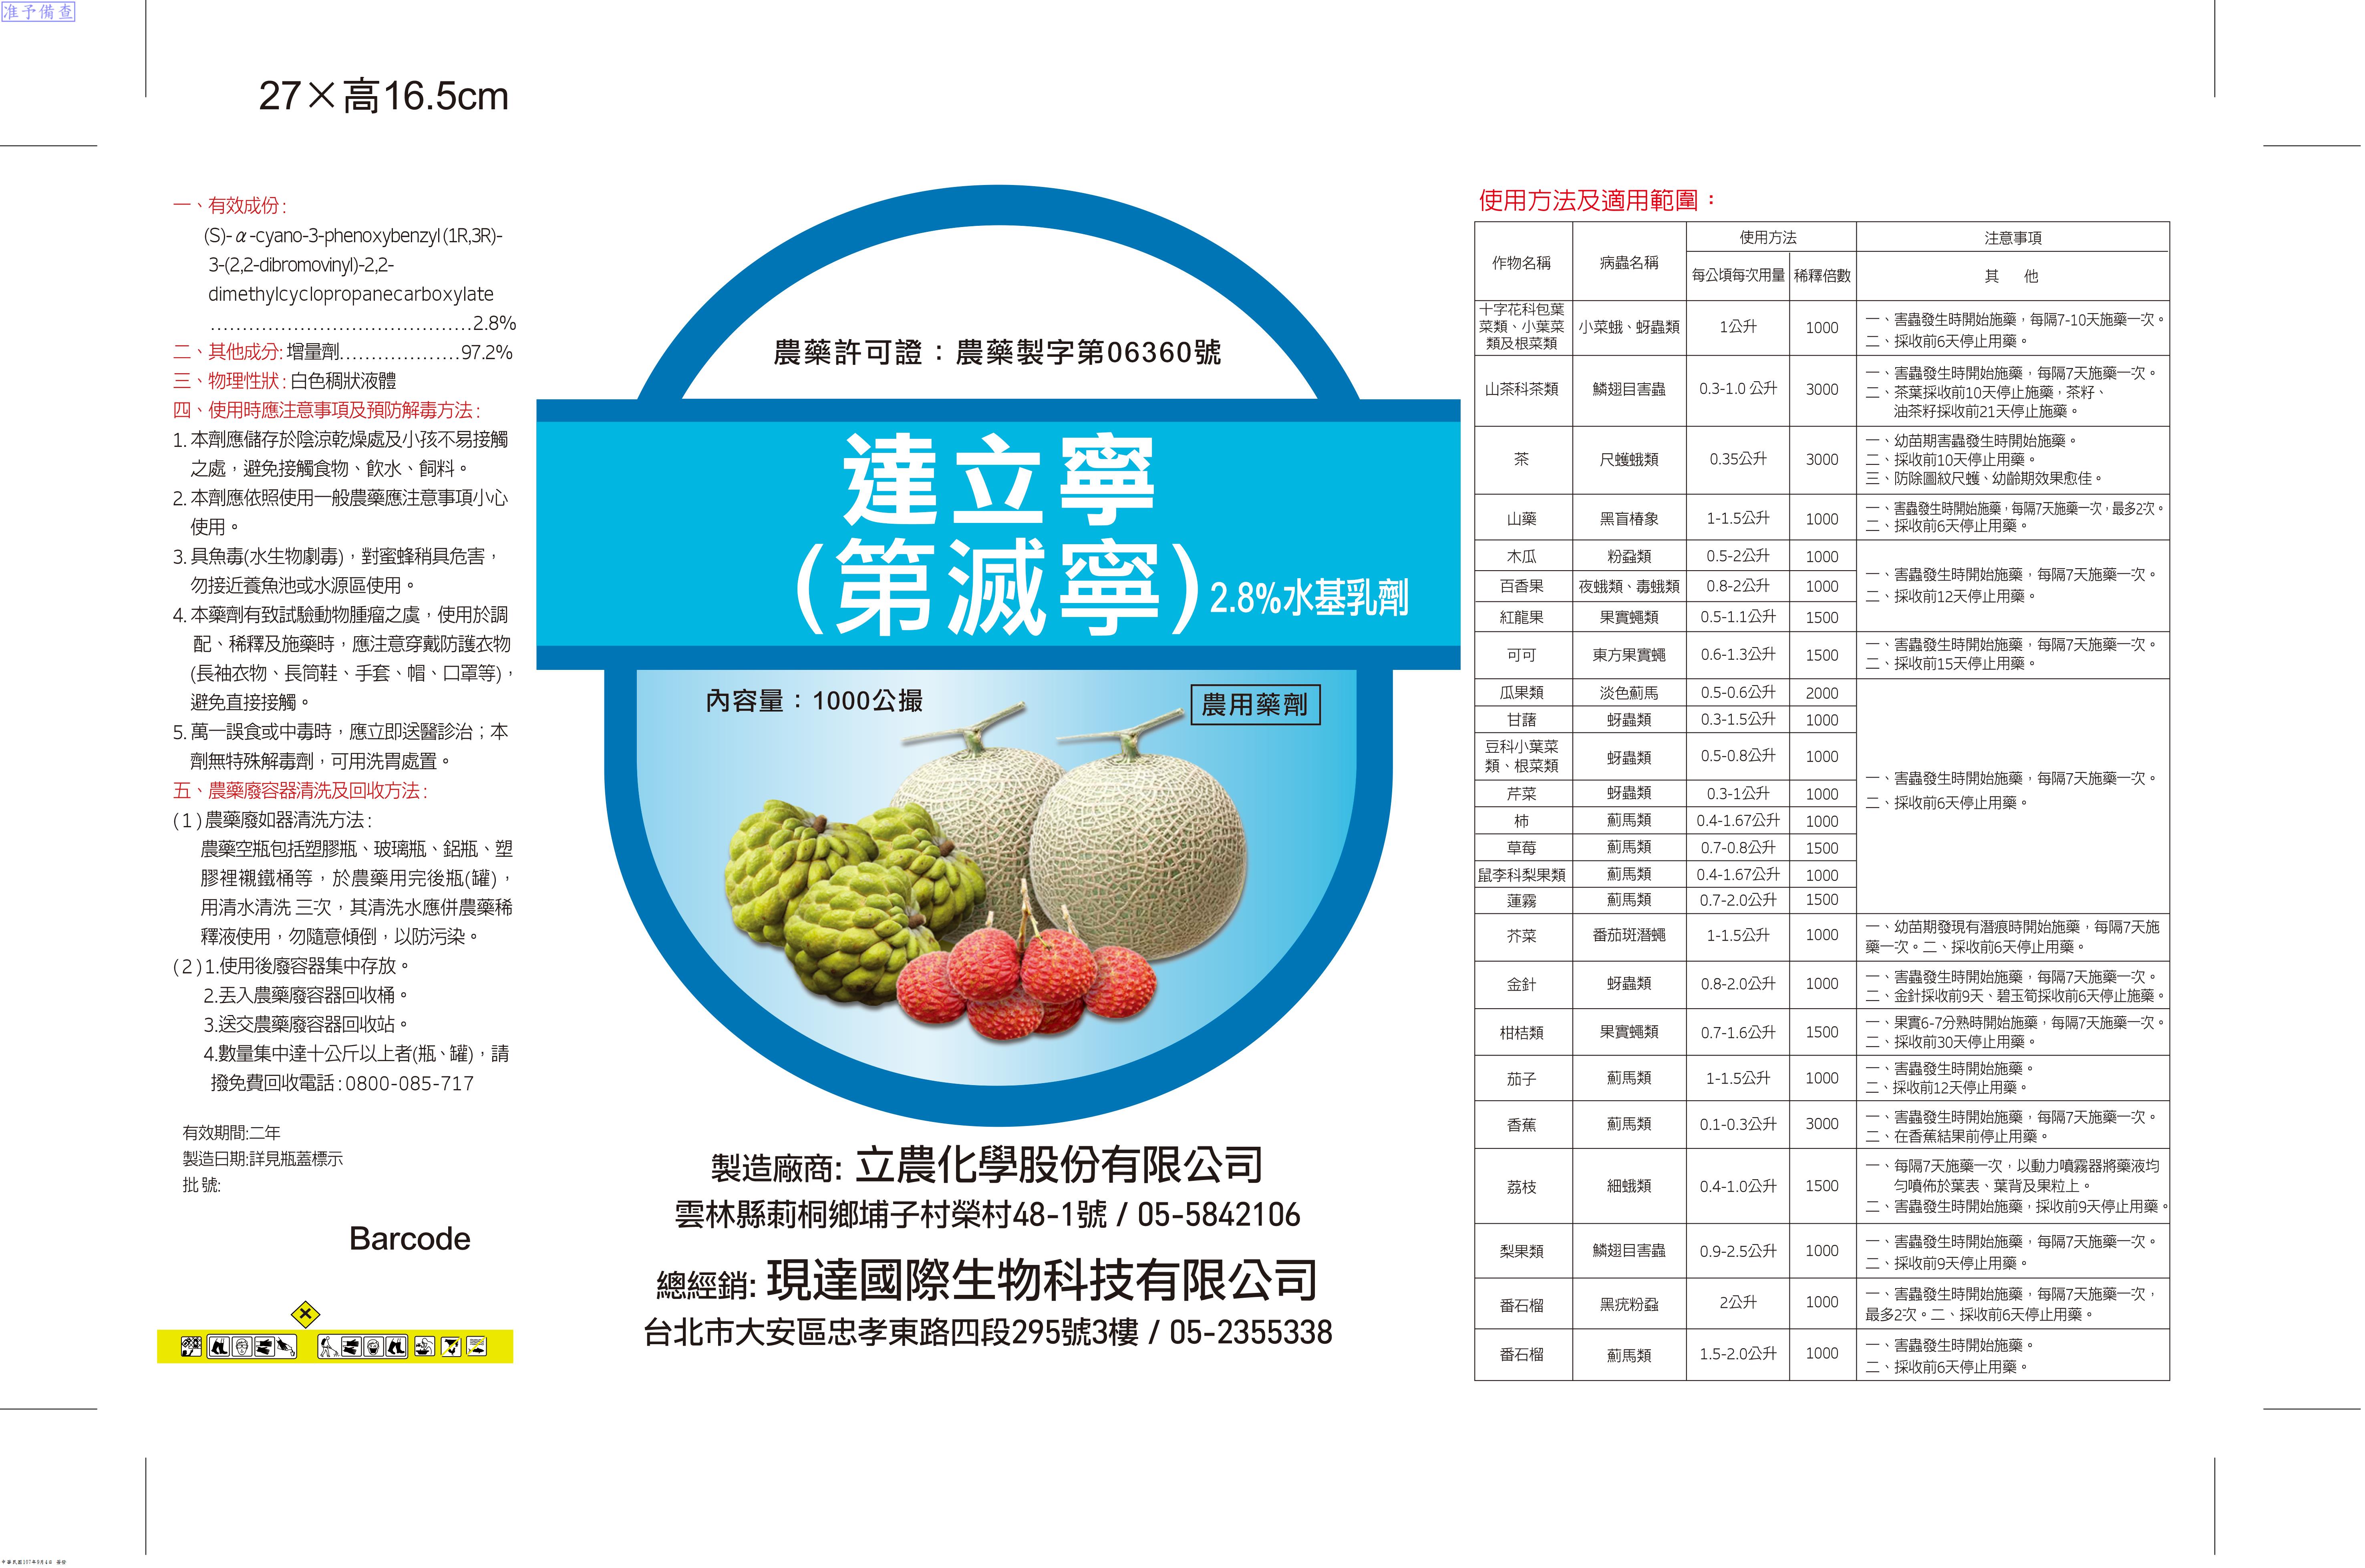 准予備查
27×高16.5cm
一、有效成份:
(S)-α-cyano-3-phenoxybenzyl (1R,3R)-
3-(2,2-dibromovinyl)-2,2-
dimethylcyclopropanecarboxylate
.........................................2.8%
二、其他成分: 增量劑...................97.2%
三、物理性狀: 白色稠狀液體
四、使用時應注意事項及預防解毒方法:
1. 本劑應儲存於陰涼乾燥處及小孩不易接觸
之處，避免接觸食物、飲水、飼料。
2. 本劑應依照使用一般農藥應注意事項小心
使用。
3. 具魚毒(水生物劇毒)，對蜜蜂稍具危害，
勿接近養魚池或水源區使用。
4. 本藥劑有致試驗動物腫瘤之虞，使用於調
配、稀釋及施藥時，應注意穿戴防護衣物
(長袖衣物、長筒鞋、手套、帽、口罩等)，
避免直接接觸。
5. 萬一誤食或中毒時，應立即送醫診治；本
劑無特殊解毒劑，可用洗胃處置。
五、農藥廢容器清洗及回收方法:
(1)農藥廢如器清洗方法:
農藥空瓶包括塑膠瓶、玻璃瓶、鋁瓶、塑
膠裡襯鐵桶等，於農藥用完後瓶(罐)，
用清水清洗 三次，其清洗水應併農藥稀
釋液使用，勿隨意傾倒，以防污染。
(2)1.使用後廢容器集中存放。
2.丟入農藥廢容器回收桶。
3.送交農藥廢容器回收站。
4.數量集中達十公斤以上者(瓶、罐)，請
撥免費回收電話:0800-085-717
有效期間:二年
製造日期:詳見瓶蓋標示
批 號:
Barcode
農藥許可證：農藥製字第06360號
達立寧
(第滅寧)2.8%水基乳劑
內容量：1000公撮
農用藥劑
製造廠商: 立農化學股份有限公司
雲林縣莿桐鄉埔子村榮村48-1號 / 05-5842106
總經銷: 現達國際生物科技有限公司
台北市大安區忠孝東路四段295號3樓 / 05-2355338
使用方法及適用範圍：
作物名稱 病蟲名稱 使用方法 注意事項
每公頃每次用量 稀釋倍數 其 他
十字花科包葉
菜類、小葉菜
類及根菜類
小菜蛾、蚜蟲類 1公升 1000
一、害蟲發生時開始施藥，每隔7-10天施藥一次。
二、採收前6天停止用藥。
山茶科茶類 鱗翅目害蟲 0.3-1.0 公升 3000
一、害蟲發生時開始施藥，每隔7天施藥一次。
二、茶葉採收前10天停止施藥，茶籽、
油茶籽採收前21天停止施藥。
茶 尺蠖蛾類 0.35公升 3000
一、幼苗期害蟲發生時開始施藥。
二、採收前10天停止用藥。
三、防除圖紋尺蠖、幼齡期效果愈佳。
山藥 黑盲椿象 1-1.5公升 1000
一、害蟲發生時開始施藥，每隔7天施藥一次，最多2次。
二、採收前6天停止用藥。
木瓜 粉蝨類 0.5-2公升 1000
百香果 夜蛾類、毒蛾類 0.8-2公升 1000
紅龍果 果實蠅類 0.5-1.1公升 1500
一、害蟲發生時開始施藥，每隔7天施藥一次。
二、採收前12天停止用藥。
可可 東方果實蠅 0.6-1.3公升 1500
一、害蟲發生時開始施藥，每隔7天施藥一次。
二、採收前15天停止用藥。
瓜果類 淡色薊馬 0.5-0.6公升 2000
甘藷 蚜蟲類 0.3-1.5公升 1000
豆科小葉菜
類、根菜類
蚜蟲類 0.5-0.8公升 1000
芹菜 蚜蟲類 0.3-1公升 1000
柿 薊馬類 0.4-1.67公升 1000
草莓 薊馬類 0.7-0.8公升 1500
鼠李科梨果類 薊馬類 0.4-1.67公升 1000
蓮霧 薊馬類 0.7-2.0公升 1500
一、害蟲發生時開始施藥，每隔7天施藥一次。
二、採收前6天停止用藥。
芥菜 番茄斑潛蠅 1-1.5公升 1000
一、幼苗期發現有潛痕時開始施藥，每隔7天施
藥一次。二、採收前6天停止用藥。
金針 蚜蟲類 0.8-2.0公升 1000
一、害蟲發生時開始施藥，每隔7天施藥一次。
二、金針採收前9天、碧玉筍採收前6天停止施藥。
柑桔類 果實蠅類 0.7-1.6公升 1500
一、果實6-7分熟時開始施藥，每隔7天施藥一次。
二、採收前30天停止用藥。
茄子 薊馬類 1-1.5公升 1000
一、害蟲發生時開始施藥。
二、採收前12天停止用藥。
香蕉 薊馬類 0.1-0.3公升 3000
一、害蟲發生時開始施藥，每隔7天施藥一次。
二、在香蕉結果前停止用藥。
荔枝 細蛾類 0.4-1.0公升 1500
一、每隔7天施藥一次，以動力噴霧器將藥液均
勻噴佈於葉表、葉背及果粒上。
二、害蟲發生時開始施藥，採收前9天停止用藥。
梨果類 鱗翅目害蟲 0.9-2.5公升 1000
一、害蟲發生時開始施藥，每隔7天施藥一次。
二、採收前9天停止用藥。
番石榴 黑疣粉蝨 2公升 1000
一、害蟲發生時開始施藥，每隔7天施藥一次，
最多2次。二、採收前6天停止用藥。
番石榴 薊馬類 1.5-2.0公升 1000
一、害蟲發生時開始施藥。
二、採收前6天停止用藥。